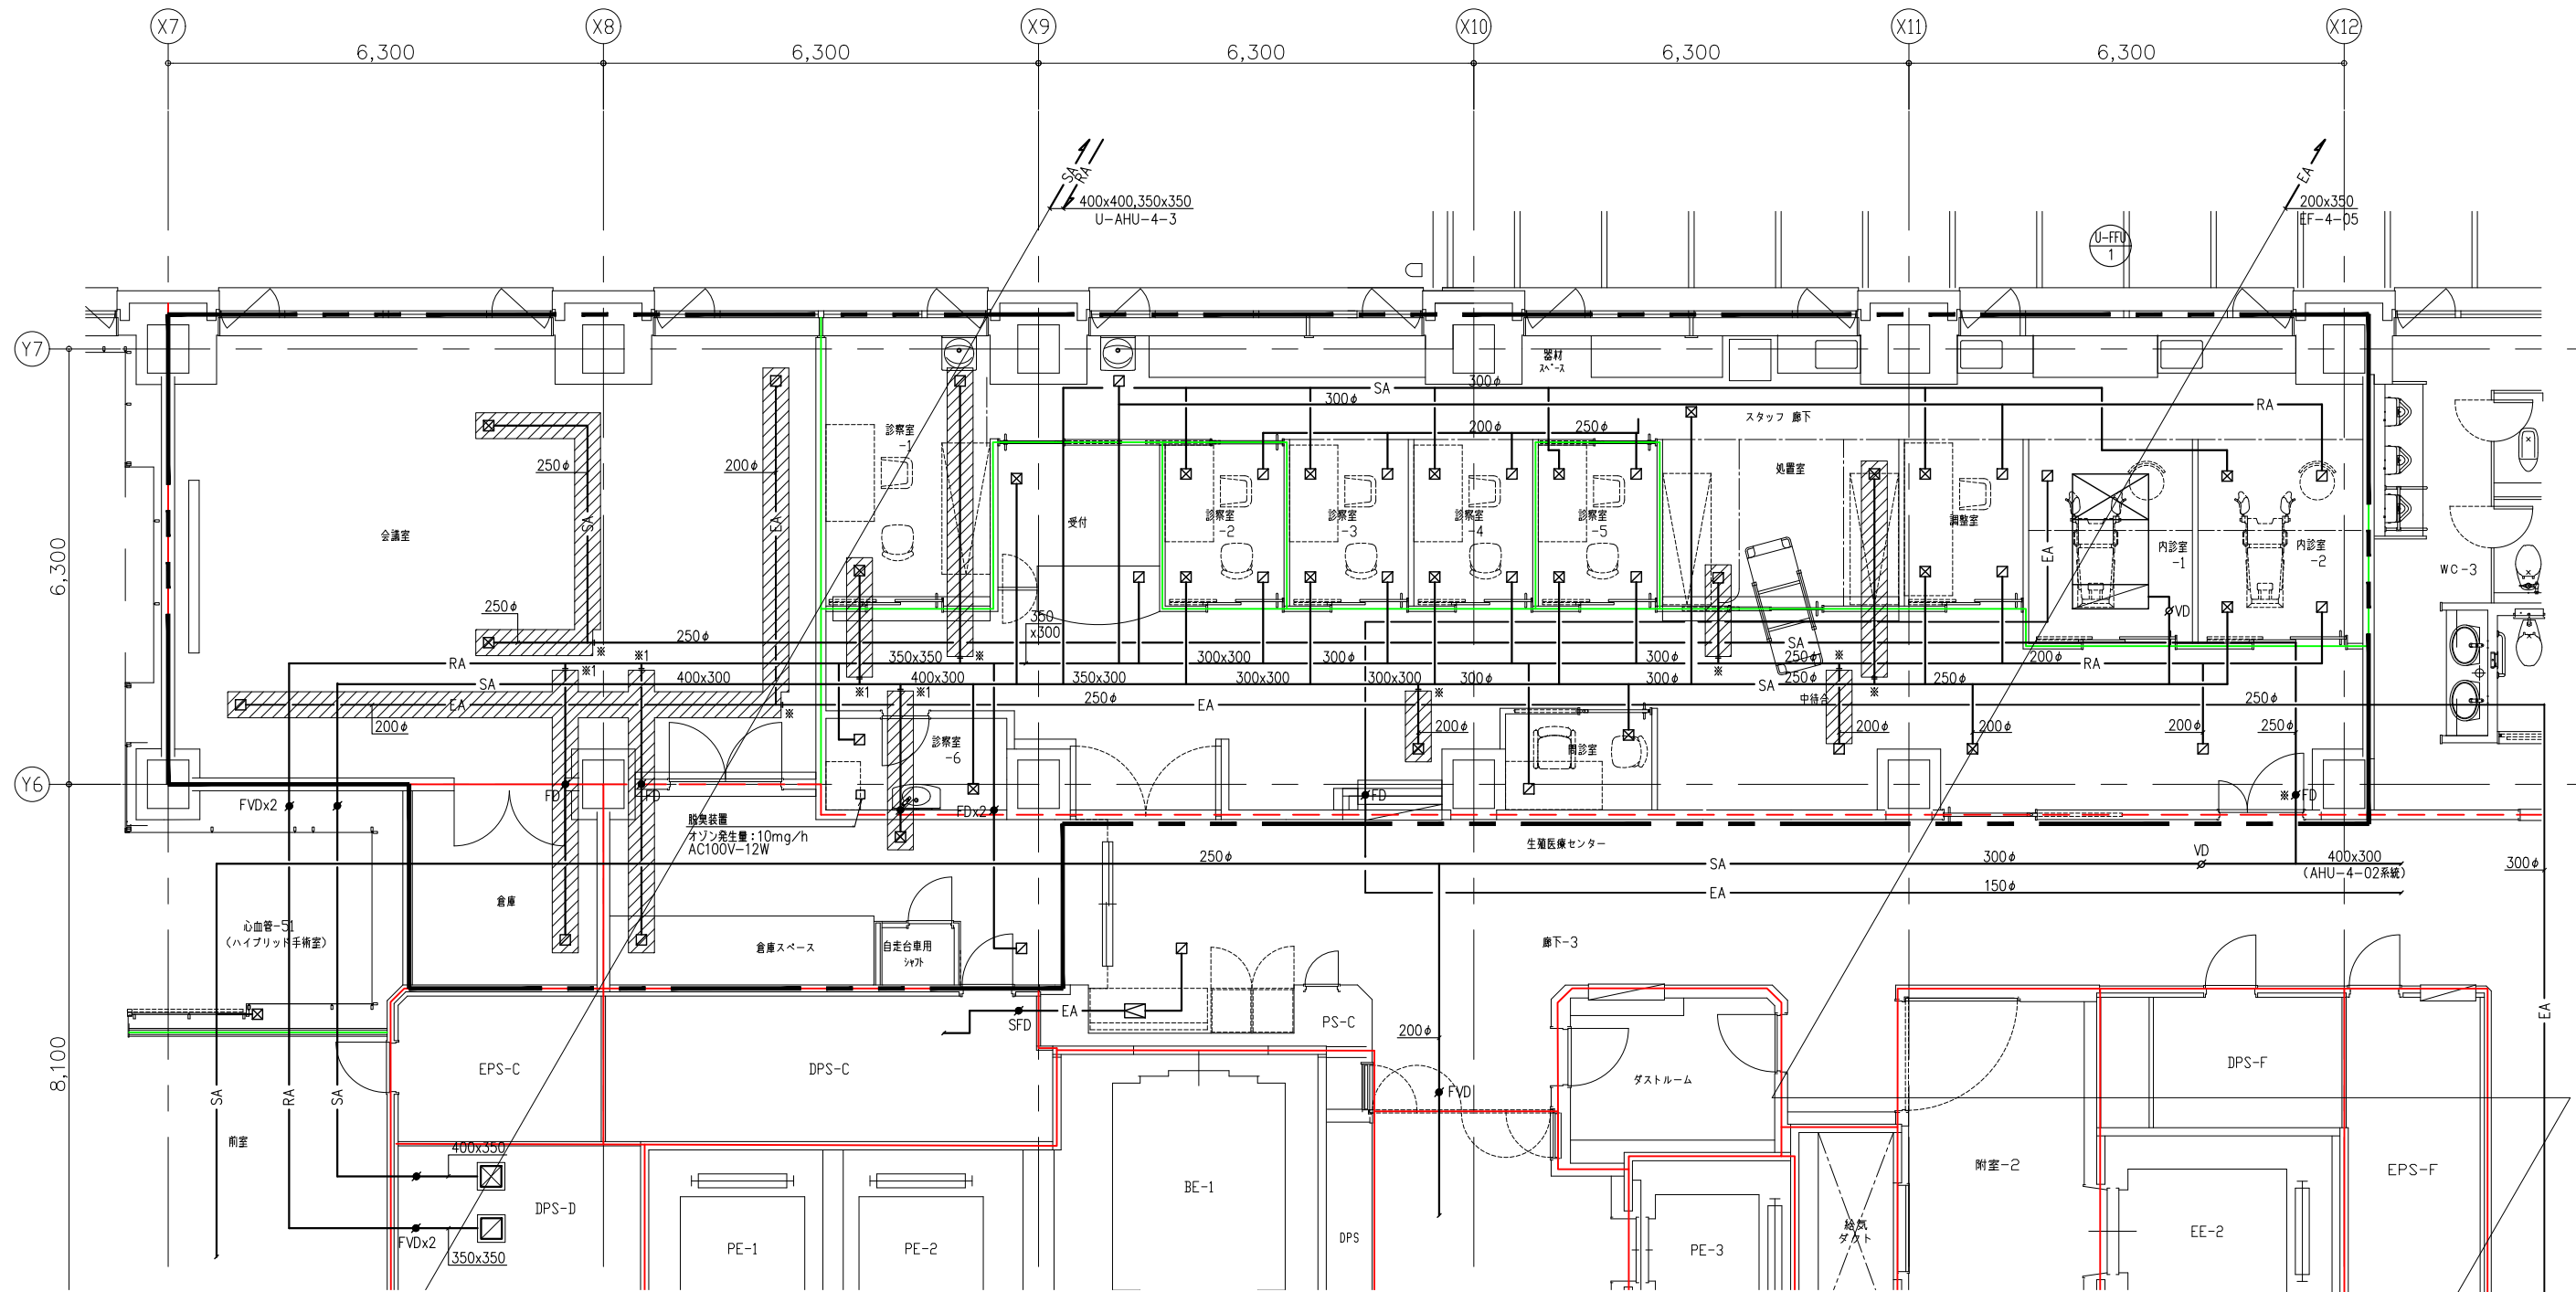 X7
X8
X9
X10
X11
X12
6,300
6,300
6,300
6,300
6,300
SA
RA
400x400,350x350
U-AHU-4-3
EA
200x350
EF-4-05
U-FFU
1
Y7
器材
ｽﾍﾟｰｽ
300φ
SA
300φ
RA
スタッフ 廊下
診察室
-1
200φ
250φ
250φ
200φ
処置室
SA
EA
会議室
受付
診察室
-2
診察室
-3
診察室
-4
診察室
-5
調整室
内診室
-1
内診室
-2
EA
WC-3
6,300
250φ
350
x300
VD
250φ
※
※1
※1
※
SA
※
※
RA
350x350
300x300
300φ
300φ
250φ
200φ
RA
SA
400x300
※1
400x300
※1
350x300
300x300
300x300
※
300φ
300φ
250φ
SA
※
250φ
EA
※
250φ
EA
中待合
250φ
200φ
200φ
200φ
200φ
200φ
250φ
診察室
-6
問診室
Y6
FVDx2
FD
FD
FDx2
FD
※
FD
脱臭装置
オゾン発生量：10mg/h
AC100V-12W
生殖医療センター
250φ
SA
300φ
VD
400x300
(AHU-4-02系統)
300φ
EA
150φ
倉庫
心血管-51
(ハイブリッド手術室)
倉庫スペース
自走台車用
ｼｬﾌﾄ
廊下-3
SFD
EA
PS-C
200φ
EA
8,100
EPS-C
DPS-C
ダストルーム
DPS-F
SA
RA
SA
FVD
前室
400x350
附室-2
EPS-F
DPS-D
BE-1
給気
ダクト
EE-2
FVDx2
350x350
PE-1
PE-2
DPS
PE-3